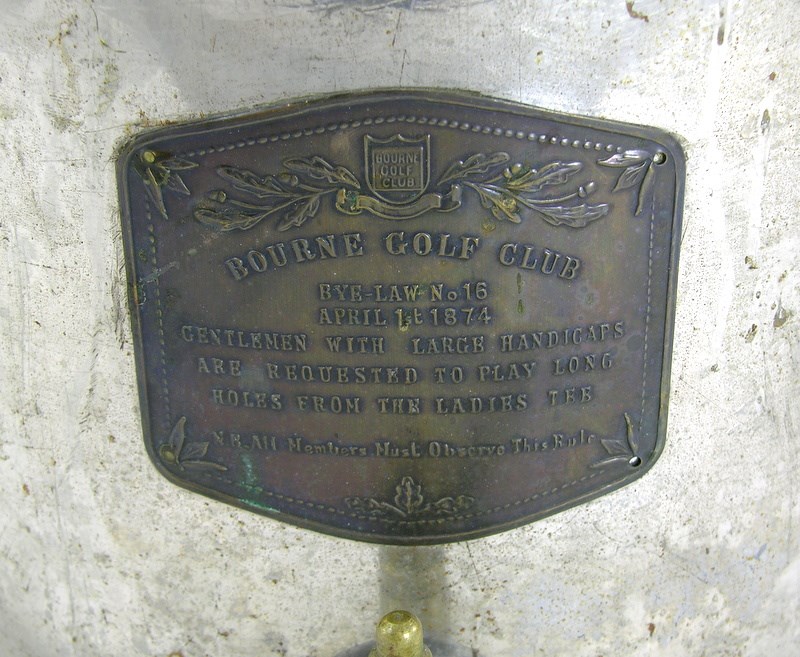 BOURNE
GOLF
CLUB
BOURNE GOLF CLUB
BYE-LAW No 16
APRIL 1st 1874
GENTLEMEN WITH LARGE HANDICAPS
ARE REQUESTED TO PLAY LONG
HOLES FROM THE LADIES TEE
N.B. All Members Must Observe This Rule